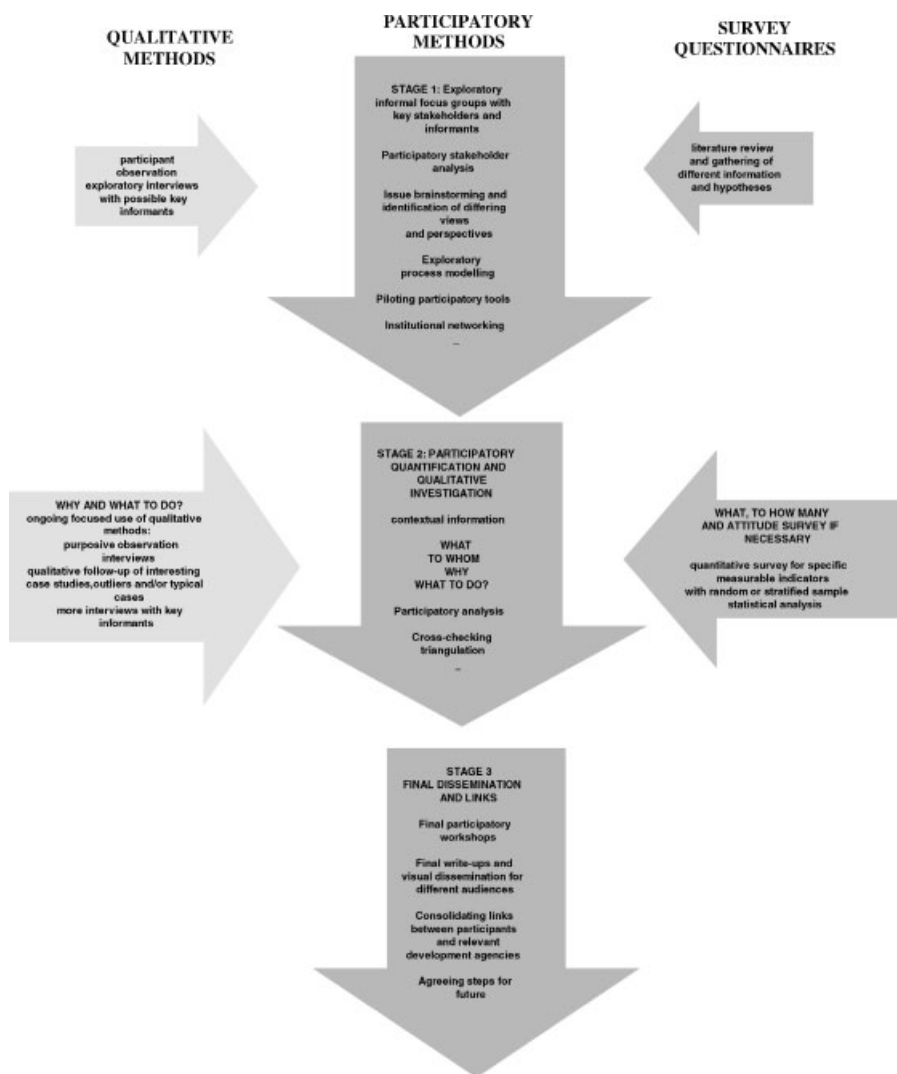 QUALITATIVE
METHODS
PARTICIPATORY
METHODS
SURVEY
QUESTIONNAIRES
participant
observation
exploratory interviews
with possible key
informants
STAGE 1: Exploratory
informal focus groups with
key stakeholders and
informants
Participatory stakeholder
analysis
Issue brainstorming and
identification of differing
views
and perspectives
Exploratory
process modelling
Piloting participatory tools
Institutional networking
–
literature review
and gathering of
different information
and hypotheses
WHY AND WHAT TO DO?
ongoing focused use of qualitative
methods:
purposive observation
interviews
qualitative follow-up of interesting
case studies,outliers and/or typical
cases
more interviews with key
informants
STAGE 2: PARTICIPATORY
QUANTIFICATION AND
QUALITATIVE
INVESTIGATION
contextual information
WHAT
TO WHOM
WHY
WHAT TO DO?
Participatory analysis
Cross-checking
triangulation
–
WHAT, TO HOW MANY
AND ATTITUDE SURVEY IF
NECESSARY
quantitative survey for specific
measurable indicators
with random or stratified sample
statistical analysis
STAGE 3
FINAL DISSEMINATION
AND LINKS
Final participatory
workshops
Final write-ups and
visual dissemination for
different audiences
Consolidating links
between participants
and relevant
development agencies
Agreeing steps for
future